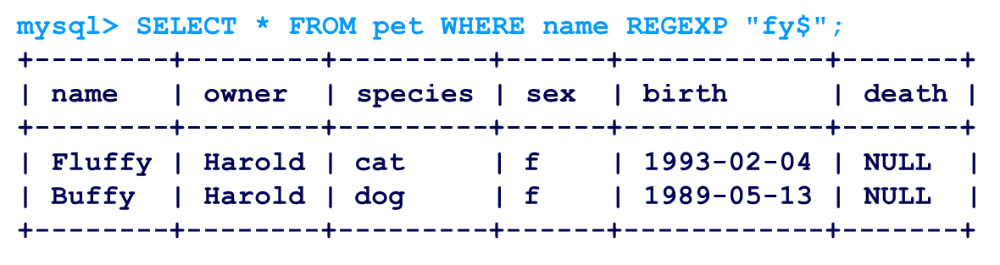 mysql> SELECT * FROM pet WHERE name REGEXP "fy$";
+--------+--------+---------+------+------------+-------+
| name   | owner  | species | sex  | birth      | death |
+--------+--------+---------+------+------------+-------+
| Fluffy | Harold | cat     | f    | 1993-02-04 | NULL  |
| Buffy  | Harold | dog     | f    | 1989-05-13 | NULL  |
+--------+--------+---------+------+------------+-------+